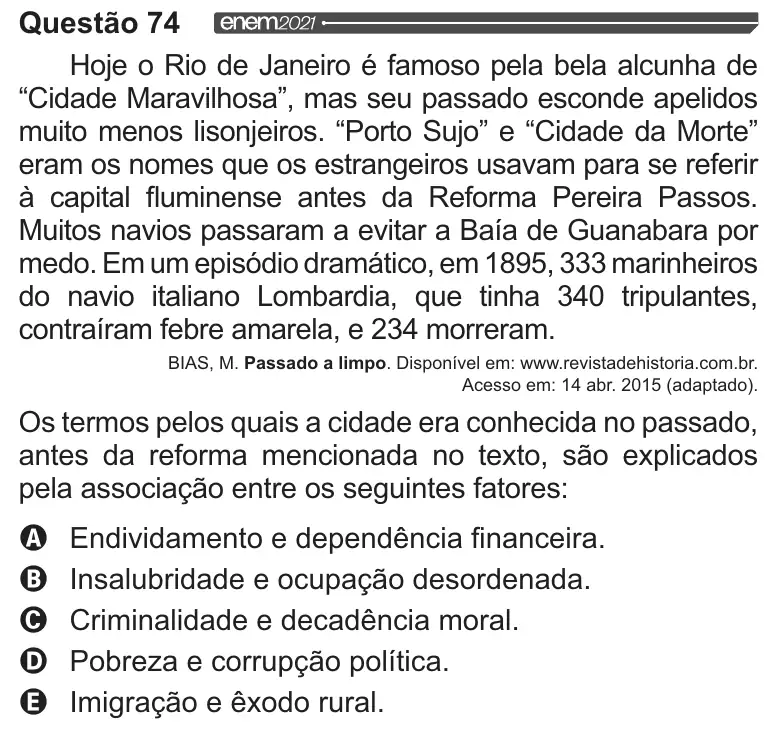 Questão 74 enem2021
Hoje o Rio de Janeiro é famoso pela bela alcunha de
“Cidade Maravilhosa”, mas seu passado esconde apelidos
muito menos lisonjeiros. “Porto Sujo” e “Cidade da Morte”
eram os nomes que os estrangeiros usavam para se referir
à capital fluminense antes da Reforma Pereira Passos.
Muitos navios passaram a evitar a Baía de Guanabara por
medo. Em um episódio dramático, em 1895, 333 marinheiros
do navio italiano Lombardia, que tinha 340 tripulantes,
contraíram febre amarela, e 234 morreram.
BIAS, M. Passado a limpo. Disponível em: www.revistadehistoria.com.br.
Acesso em: 14 abr. 2015 (adaptado).
Os termos pelos quais a cidade era conhecida no passado,
antes da reforma mencionada no texto, são explicados
pela associação entre os seguintes fatores:
A Endividamento e dependência financeira.
B Insalubridade e ocupação desordenada.
C Criminalidade e decadência moral.
D Pobreza e corrupção política.
E Imigração e êxodo rural.